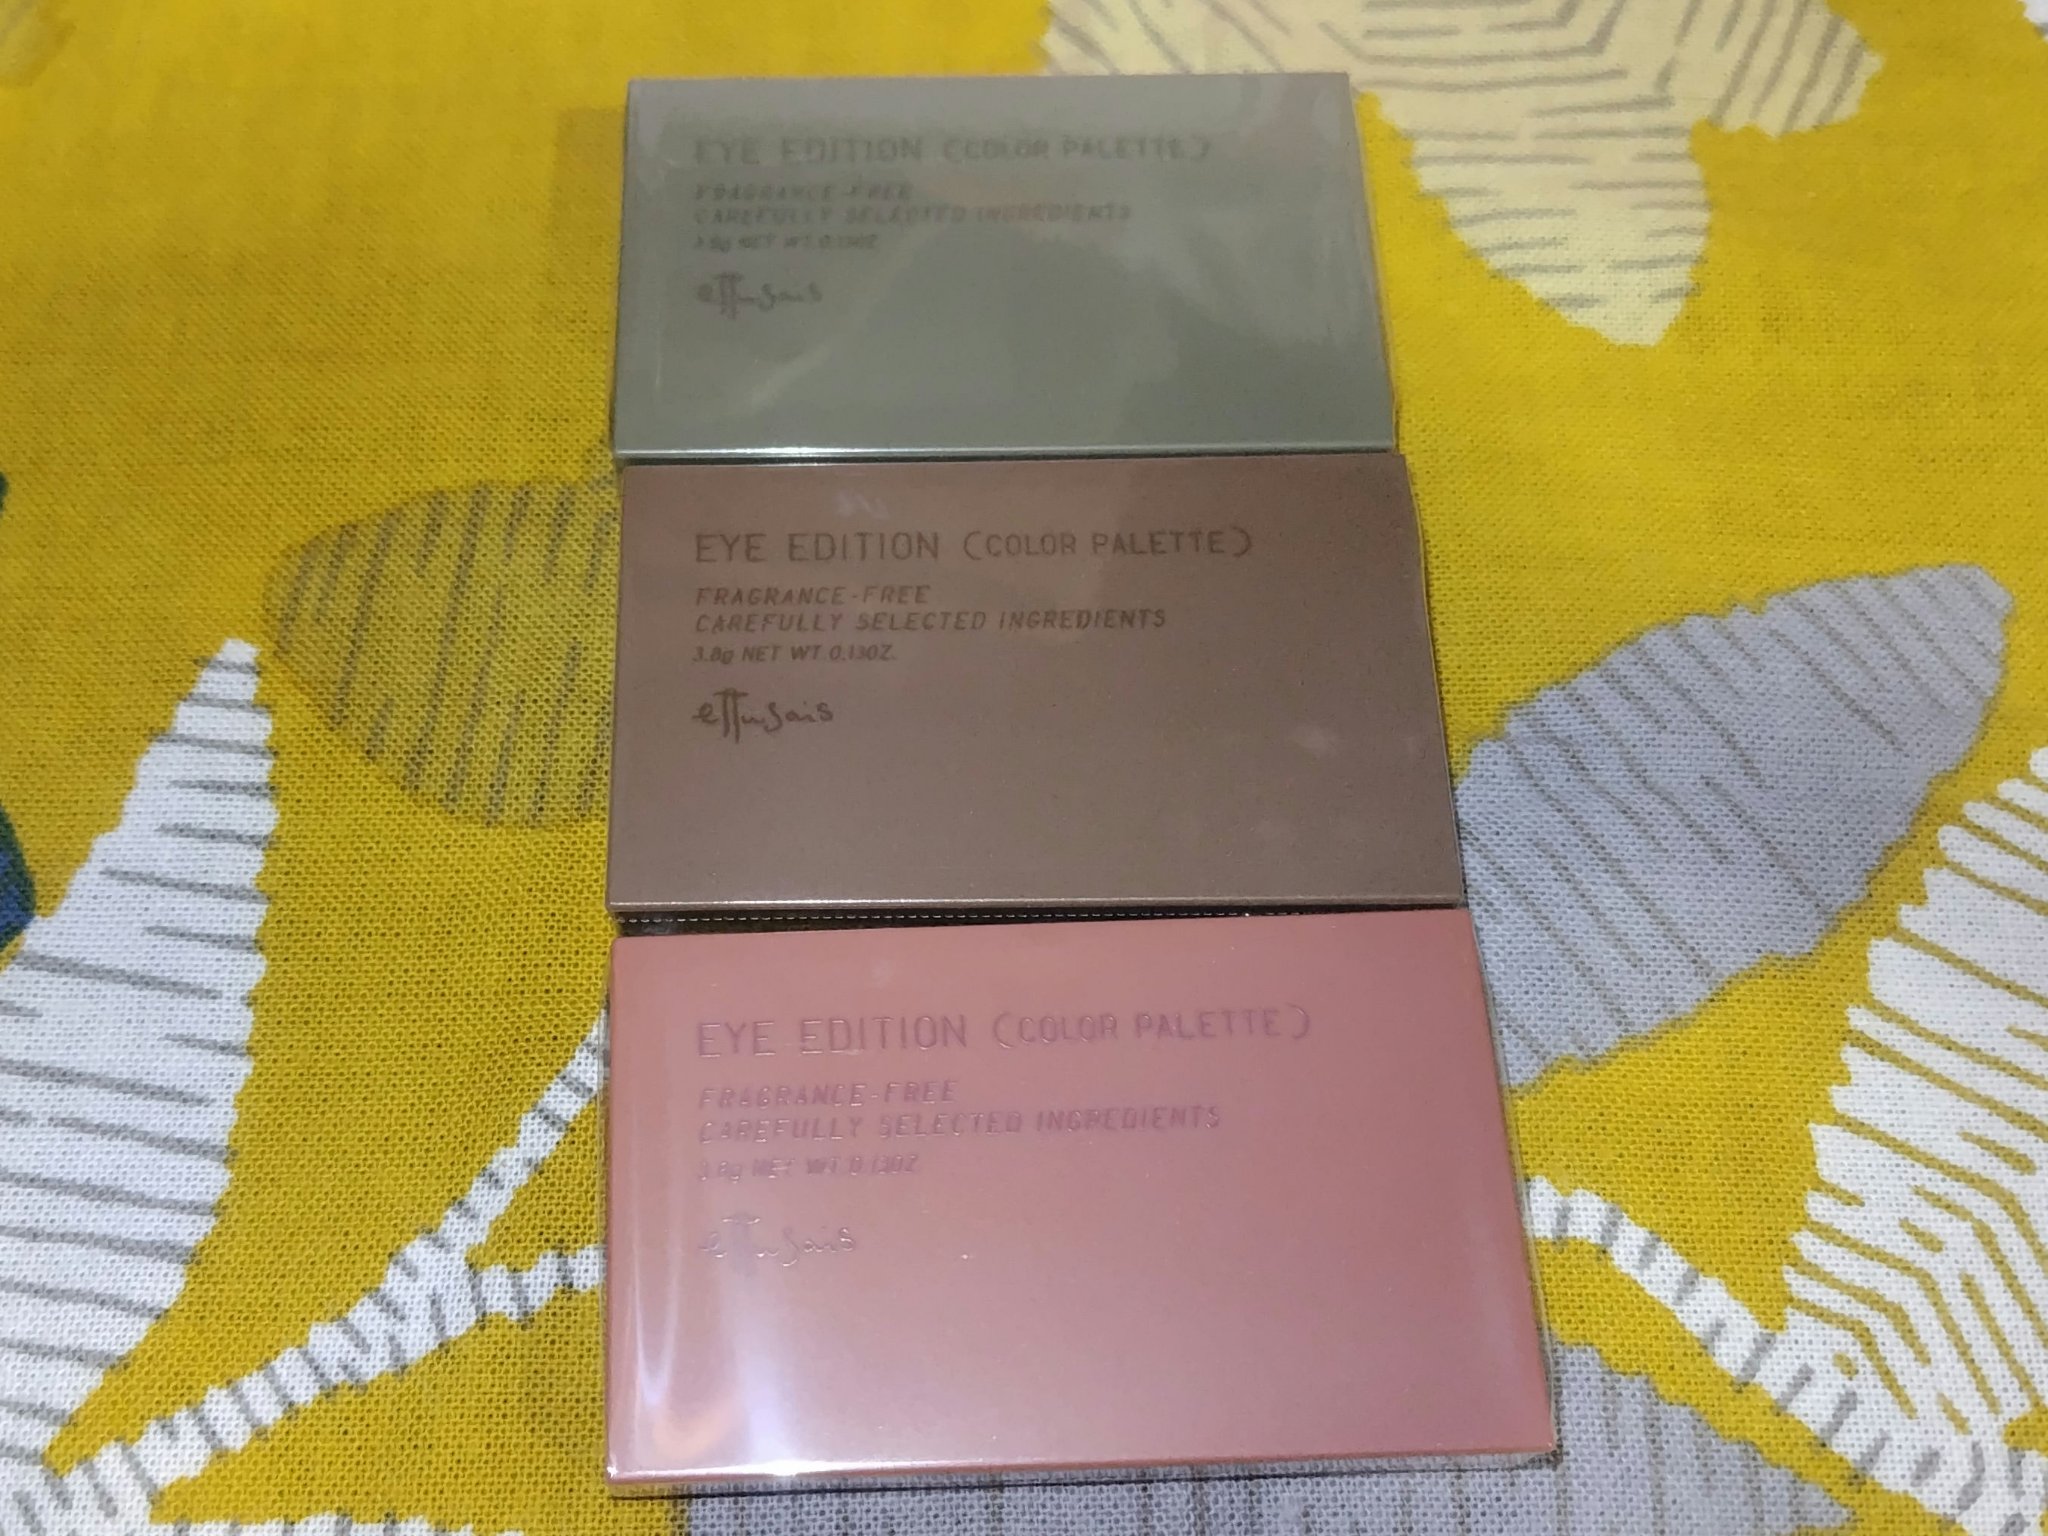 EYE EDITION (COLOR PALETTE)
FRAGRANCE-FREE
CAREFULLY SELECTED INGREDIENTS
3.8g NET WT. 0.13OZ.
ettusais
EYE EDITION (COLOR PALETTE)
FRAGRANCE-FREE
CAREFULLY SELECTED INGREDIENTS
3.8g NET WT. 0.13OZ.
ettusais
EYE EDITION (COLOR PALETTE)
FRAGRANCE-FREE
CAREFULLY SELECTED INGREDIENTS
3.8g NET WT. 0.13OZ.
ettusais